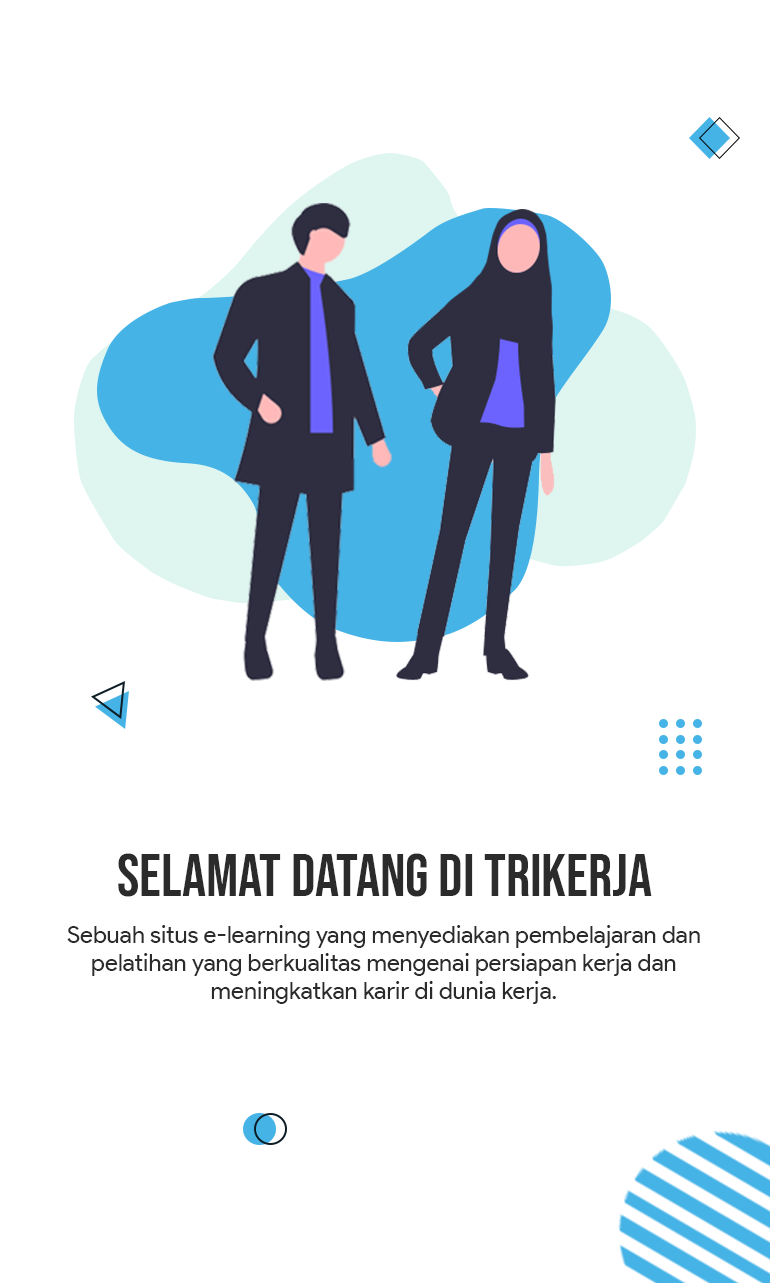 SELAMAT DATANG DI TRIKERJA
Sebuah situs e-learning yang menyediakan pembelajaran dan
pelatihan yang berkualitas mengenai persiapan kerja dan
meningkatkan karir di dunia kerja.